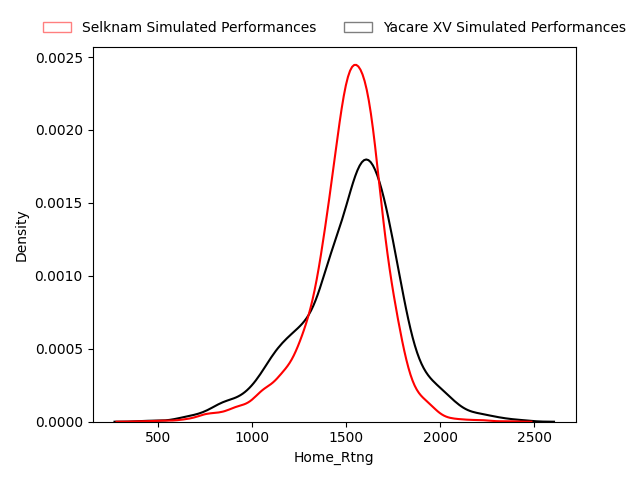 Selknam Simulated Performances Yacare XV Simulated Performances
0.0025
0.0020
0.0015
0.0010
0.0005
0.0000
Density
500 1000 1500 2000 2500
Home_Rtng